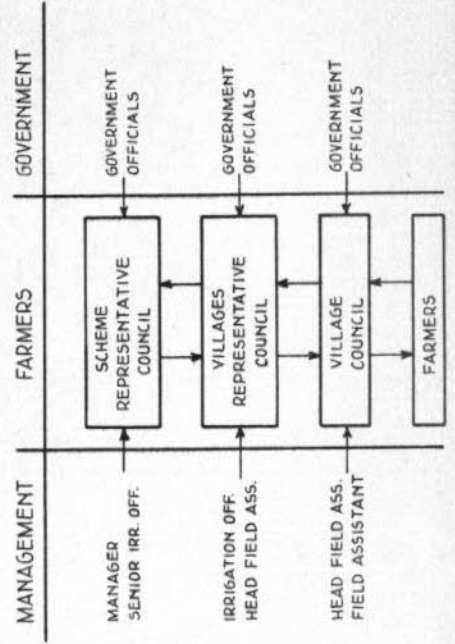 MANAGEMENT
FARMERS
GOVERNMENT
MANAGER
SENIOR IRR. OFF.
SCHEME
REPRESENTATIVE
COUNCIL
GOVERNMENT
OFFICIALS
IRRIGATION OFF.
HEAD FIELD ASS.
VILLAGES
REPRESENTATIVE
COUNCIL
GOVERNMENT
OFFICIALS
HEAD FIELD ASS.
FIELD ASSISTANT
VILLAGE
COUNCIL
GOVERNMENT
OFFICIALS
FARMERS